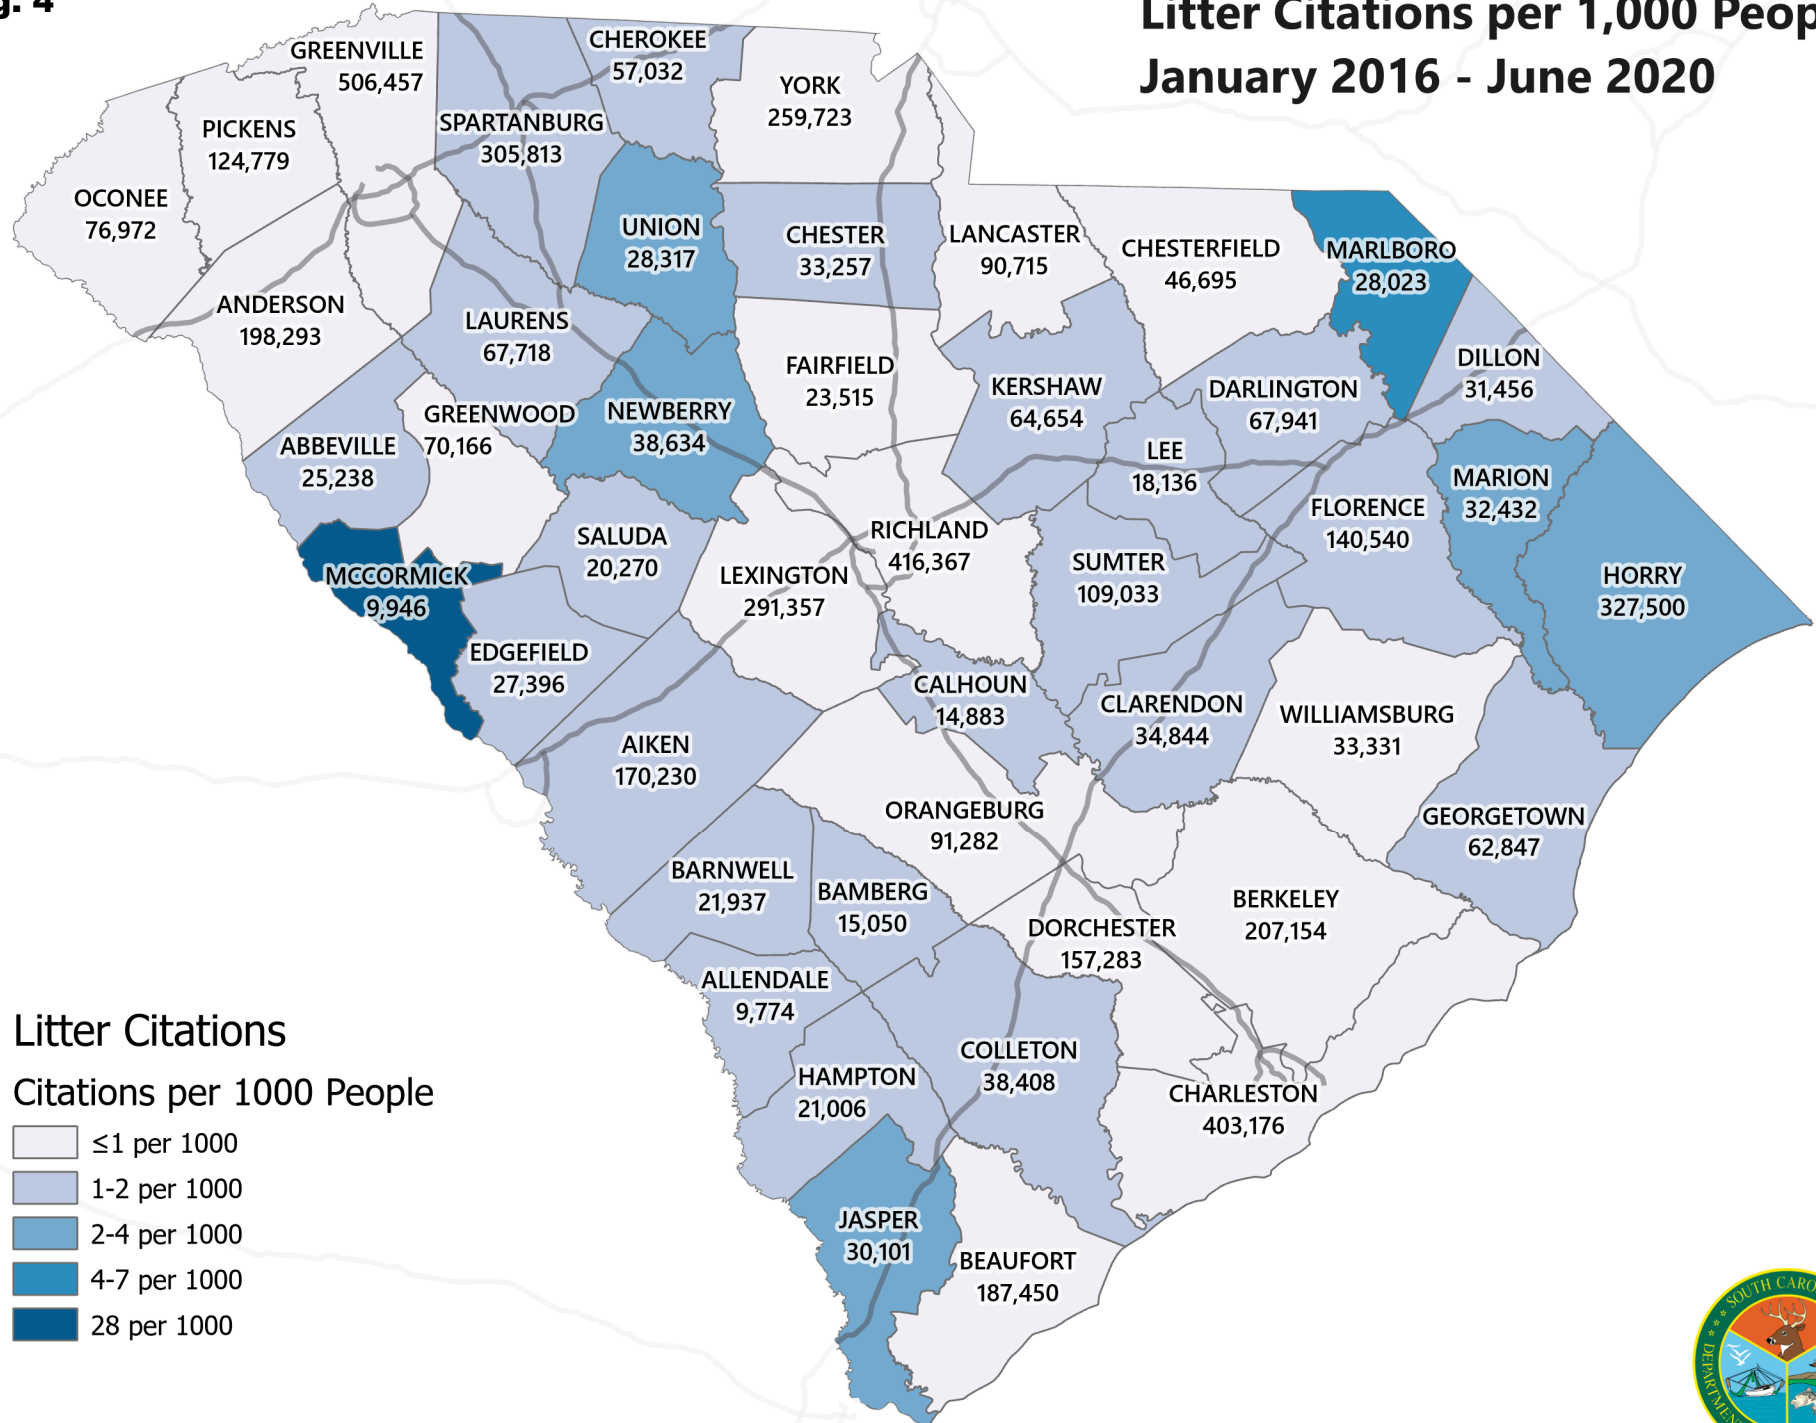 g. 4
Litter Citations per 1,000 Peop
January 2016 - June 2020
GREENVILLE
506,457
CHEROKEE
57,032
YORK
259,723
PICKENS
124,779
SPARTANBURG
305,813
OCONEE
76,972
UNION
28,317
CHESTER
33,257
LANCASTER
90,715
CHESTERFIELD
46,695
MARLBORO
28,023
ANDERSON
198,293
LAURENS
67,718
FAIRFIELD
23,515
KERSHAW
64,654
DARLINGTON
67,941
DILLON
31,456
GREENWOOD
70,166
NEWBERRY
38,634
ABBEVILLE
25,238
LEE
18,136
MARION
32,432
FLORENCE
140,540
SALUDA
20,270
RICHLAND
416,367
MCCORMICK
9,946
LEXINGTON
291,357
SUMTER
109,033
HORRY
327,500
EDGEFIELD
27,396
CALHOUN
14,883
CLARENDON
34,844
WILLIAMSBURG
33,331
AIKEN
170,230
ORANGEBURG
91,282
GEORGETOWN
62,847
BARNWELL
21,937
BAMBERG
15,050
BERKELEY
207,154
DORCHESTER
157,283
ALLENDALE
9,774
COLLETON
38,408
HAMPTON
21,006
CHARLESTON
403,176
JASPER
30,101
BEAUFORT
187,450
Litter Citations
Citations per 1000 People
≤1 per 1000
1-2 per 1000
2-4 per 1000
4-7 per 1000
28 per 1000
SOUTH CARO
DEPARTMEN